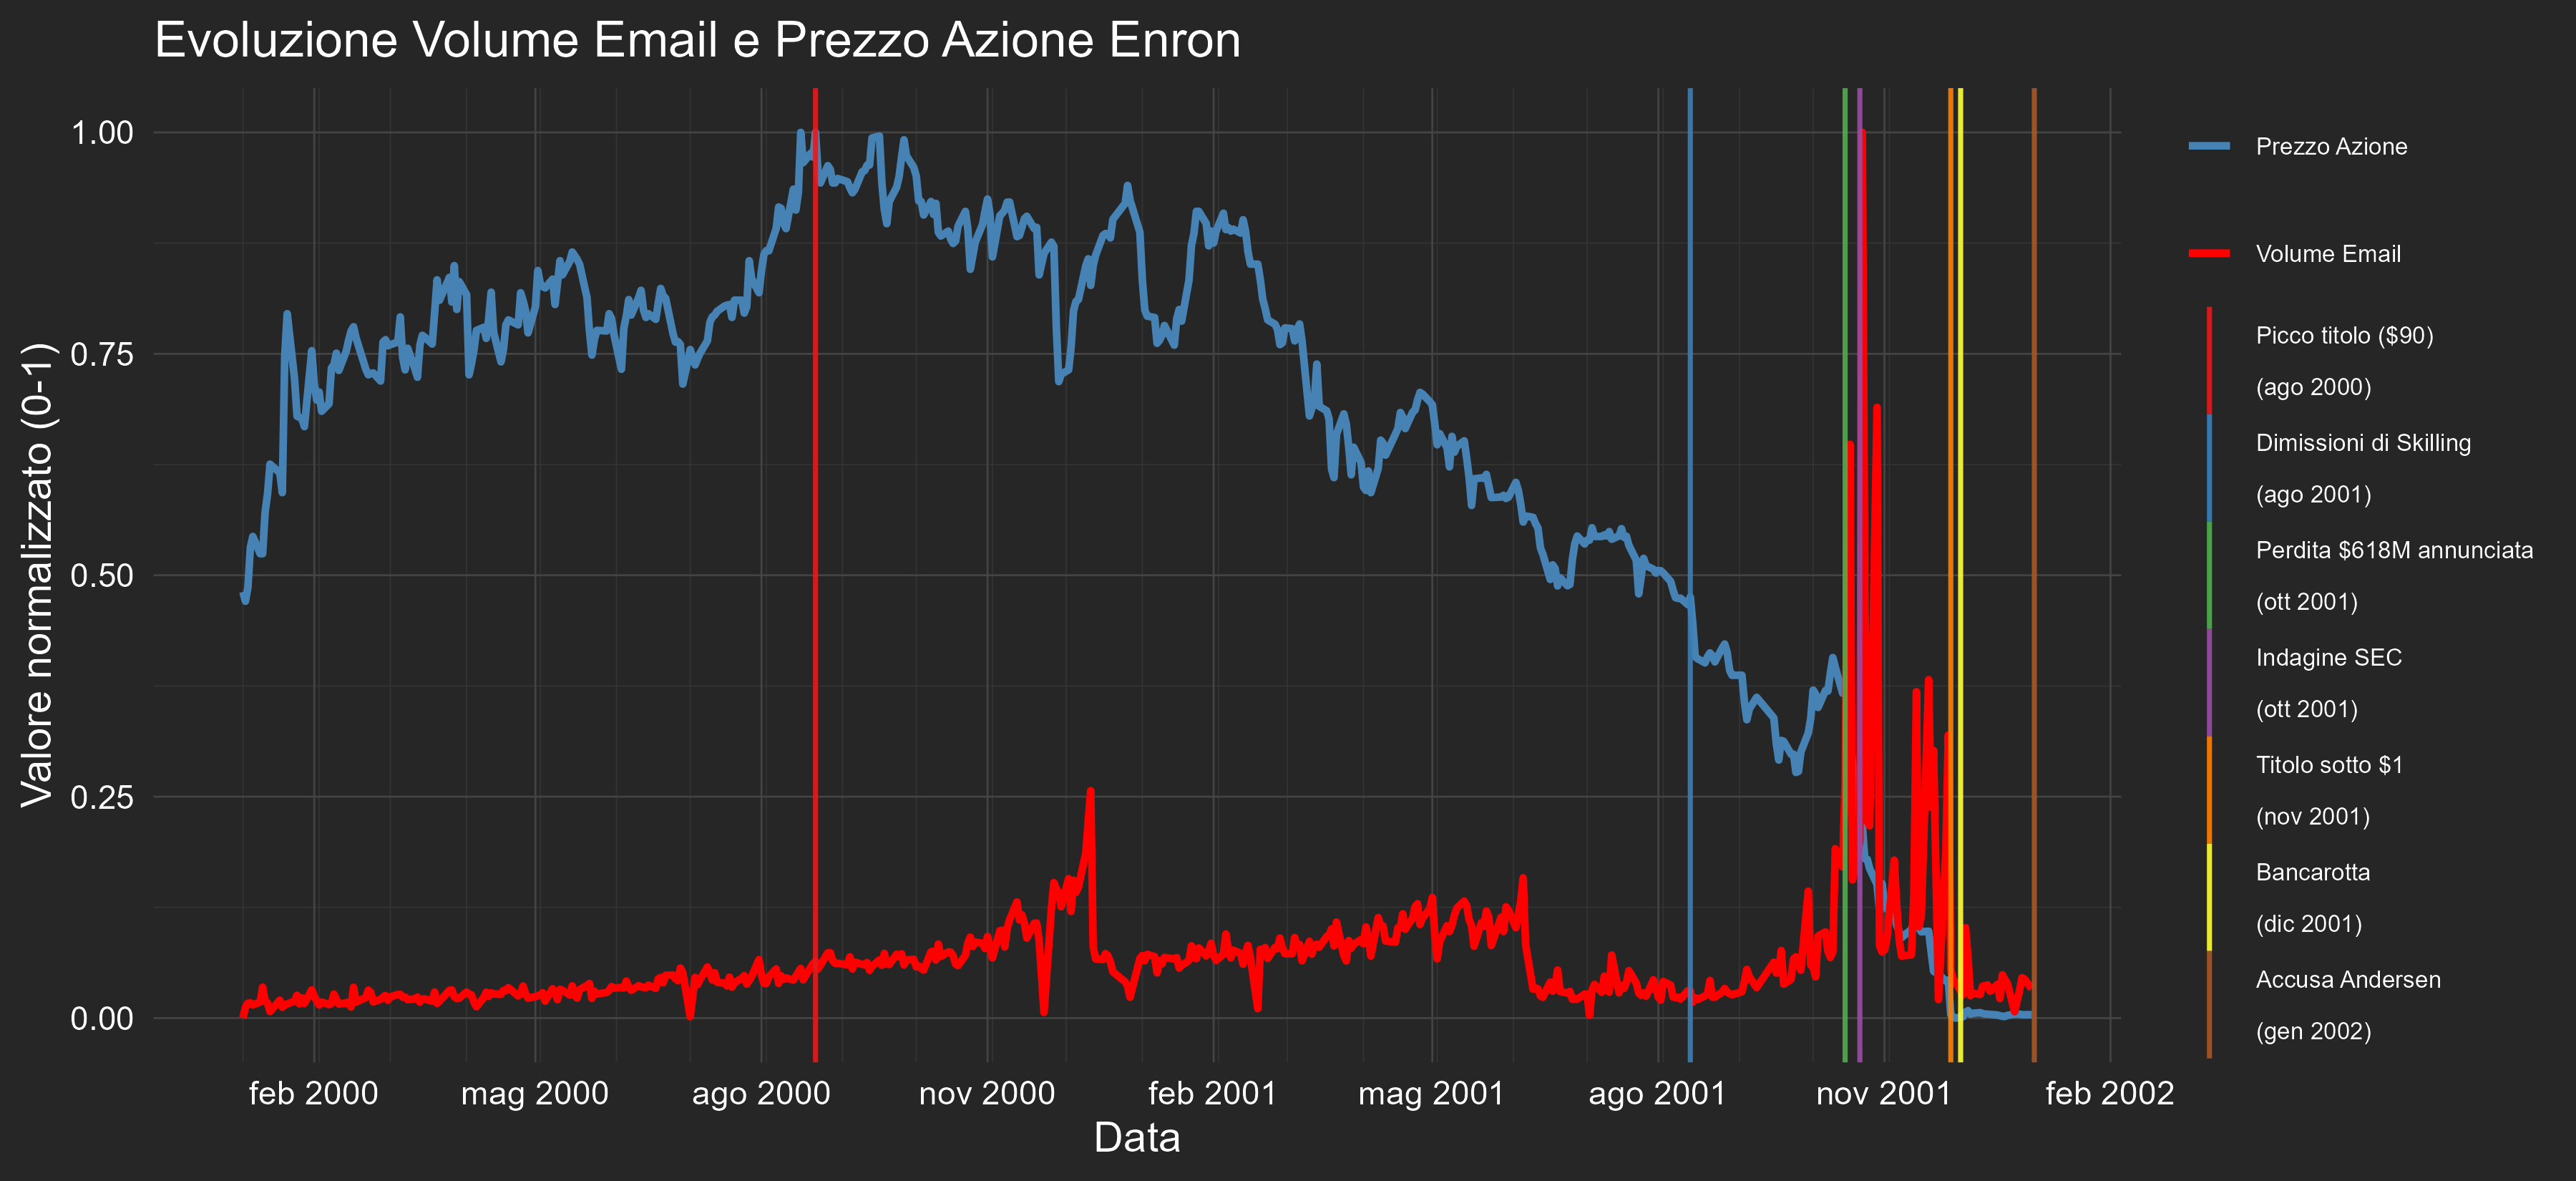 Evoluzione Volume Email e Prezzo Azione Enron
Valore normalizzato (0-1)
1.00
0.75
0.50
0.25
0.00
feb 2000
mag 2000
ago 2000
nov 2000
feb 2001
mag 2001
ago 2001
nov 2001
feb 2002
Data
Prezzo Azione
Volume Email
Picco titolo ($90)
(ago 2000)
Dimissioni di Skilling
(ago 2001)
Perdita $618M annunciata
(ott 2001)
Indagine SEC
(ott 2001)
Titolo sotto $1
(nov 2001)
Bancarotta
(dic 2001)
Accusa Andersen
(gen 2002)